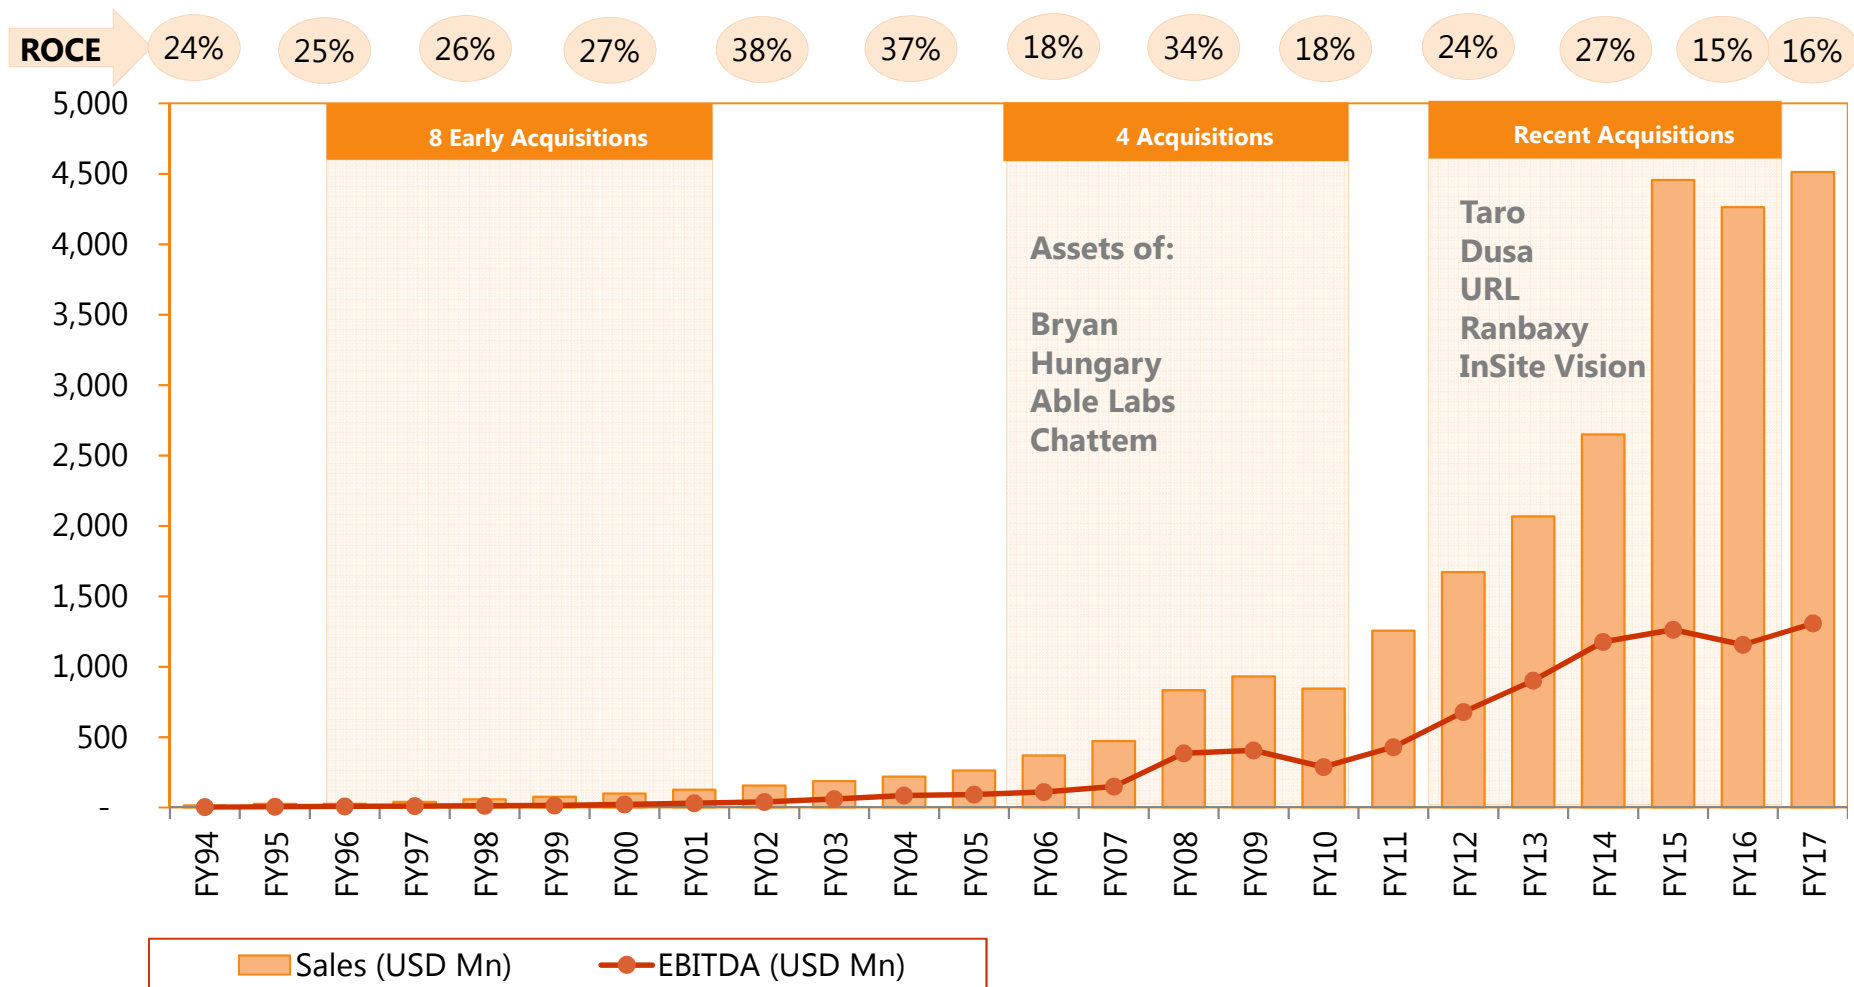 ROCE 24% 25% 26% 27% 38% 37% 18% 34% 18% 24% 27% 15% 16%
5,000
4,500
4,000
3,500
3,000
2,500
2,000
1,500
1,000
500
-
8 Early Acquisitions
4 Acquisitions
Recent Acquisitions
Assets of:
Bryan
Hungary
Able Labs
Chattem
Taro
Dusa
URL
Ranbaxy
InSite Vision
FY94 FY95 FY96 FY97 FY98 FY99 FY00 FY01 FY02 FY03 FY04 FY05 FY06 FY07 FY08 FY09 FY10 FY11 FY12 FY13 FY14 FY15 FY16 FY17
Sales (USD Mn) EBITDA (USD Mn)